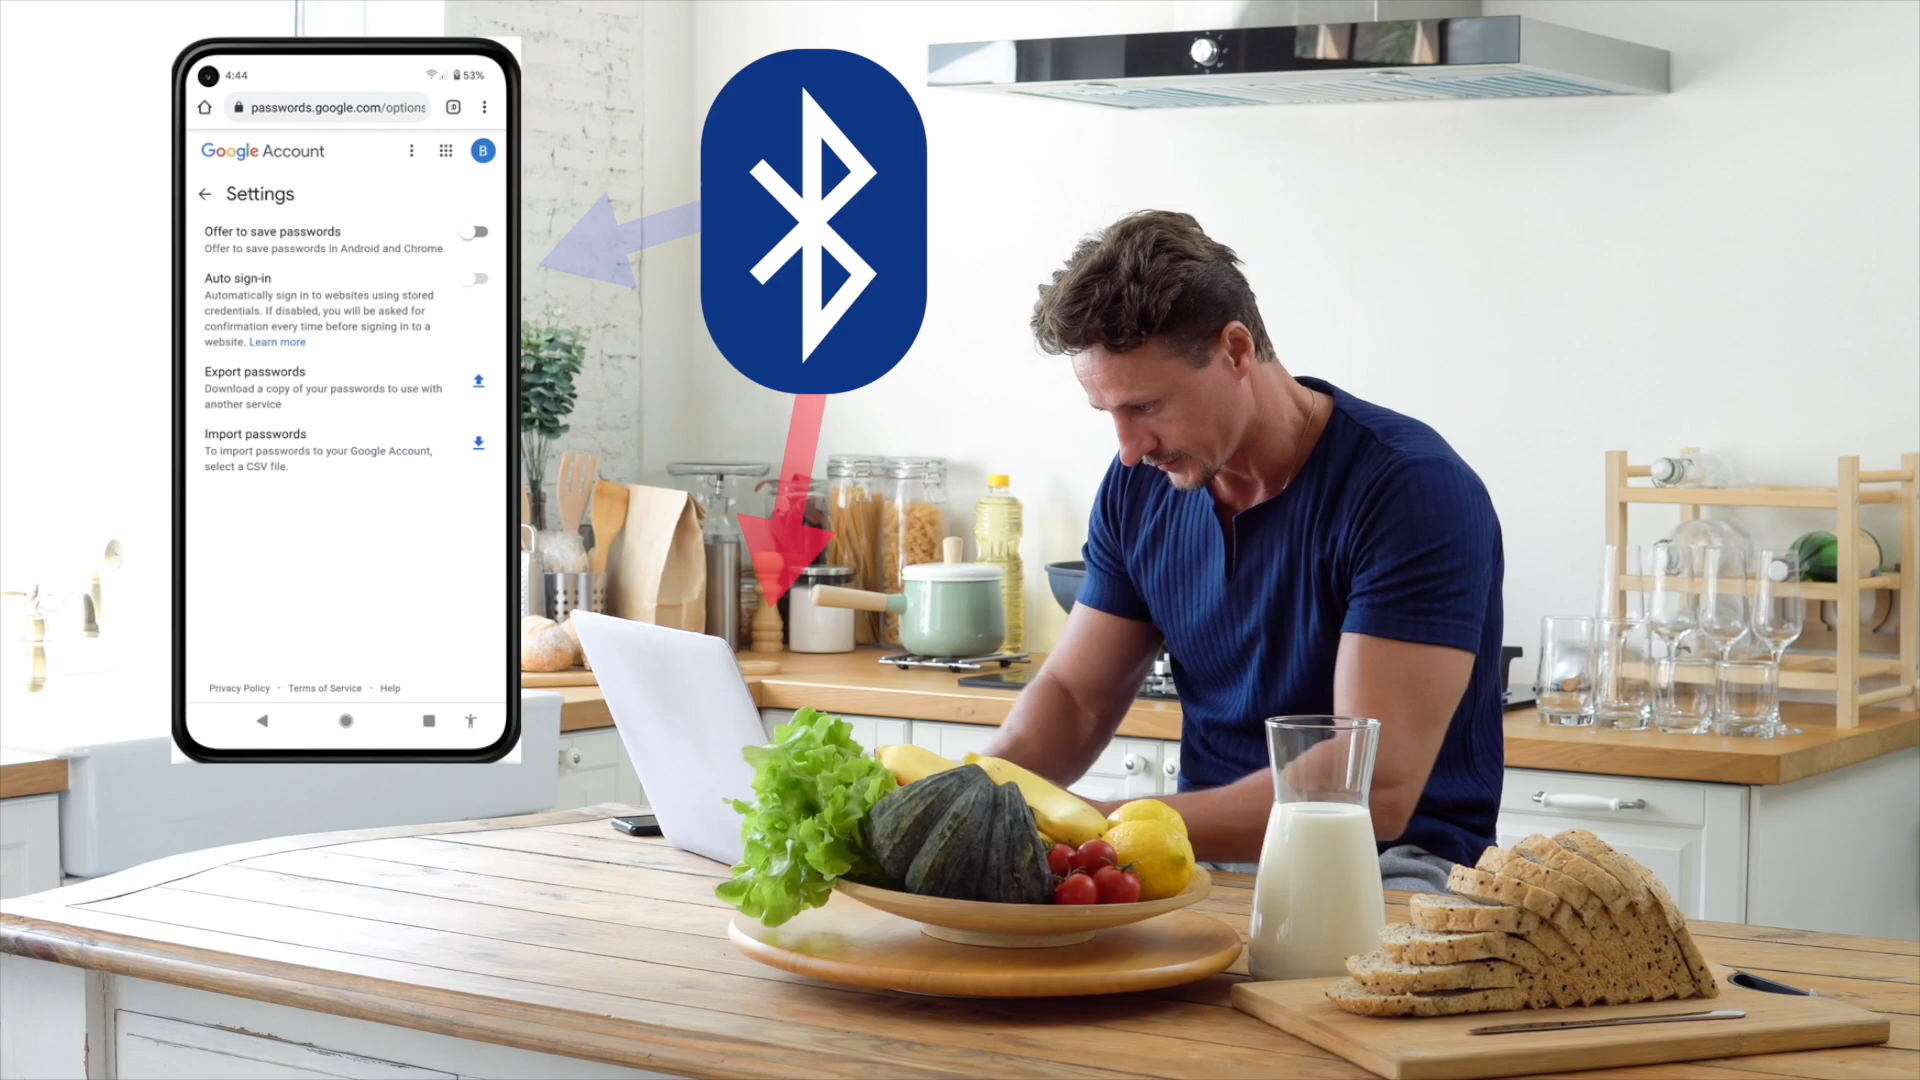 4:44
53%
passwords.google.com/options
:D
Google Account
B
Settings
Offer to save passwords
Offer to save passwords in Android and Chrome
Auto sign-in
Automatically sign in to websites using stored
credentials. If disabled, you will be asked for
confirmation every time before signing in to a
website. Learn more
Export passwords
Download a copy of your passwords to use with
another service
Import passwords
To import passwords to your Google Account,
select a CSV file.
Privacy Policy · Terms of Service · Help